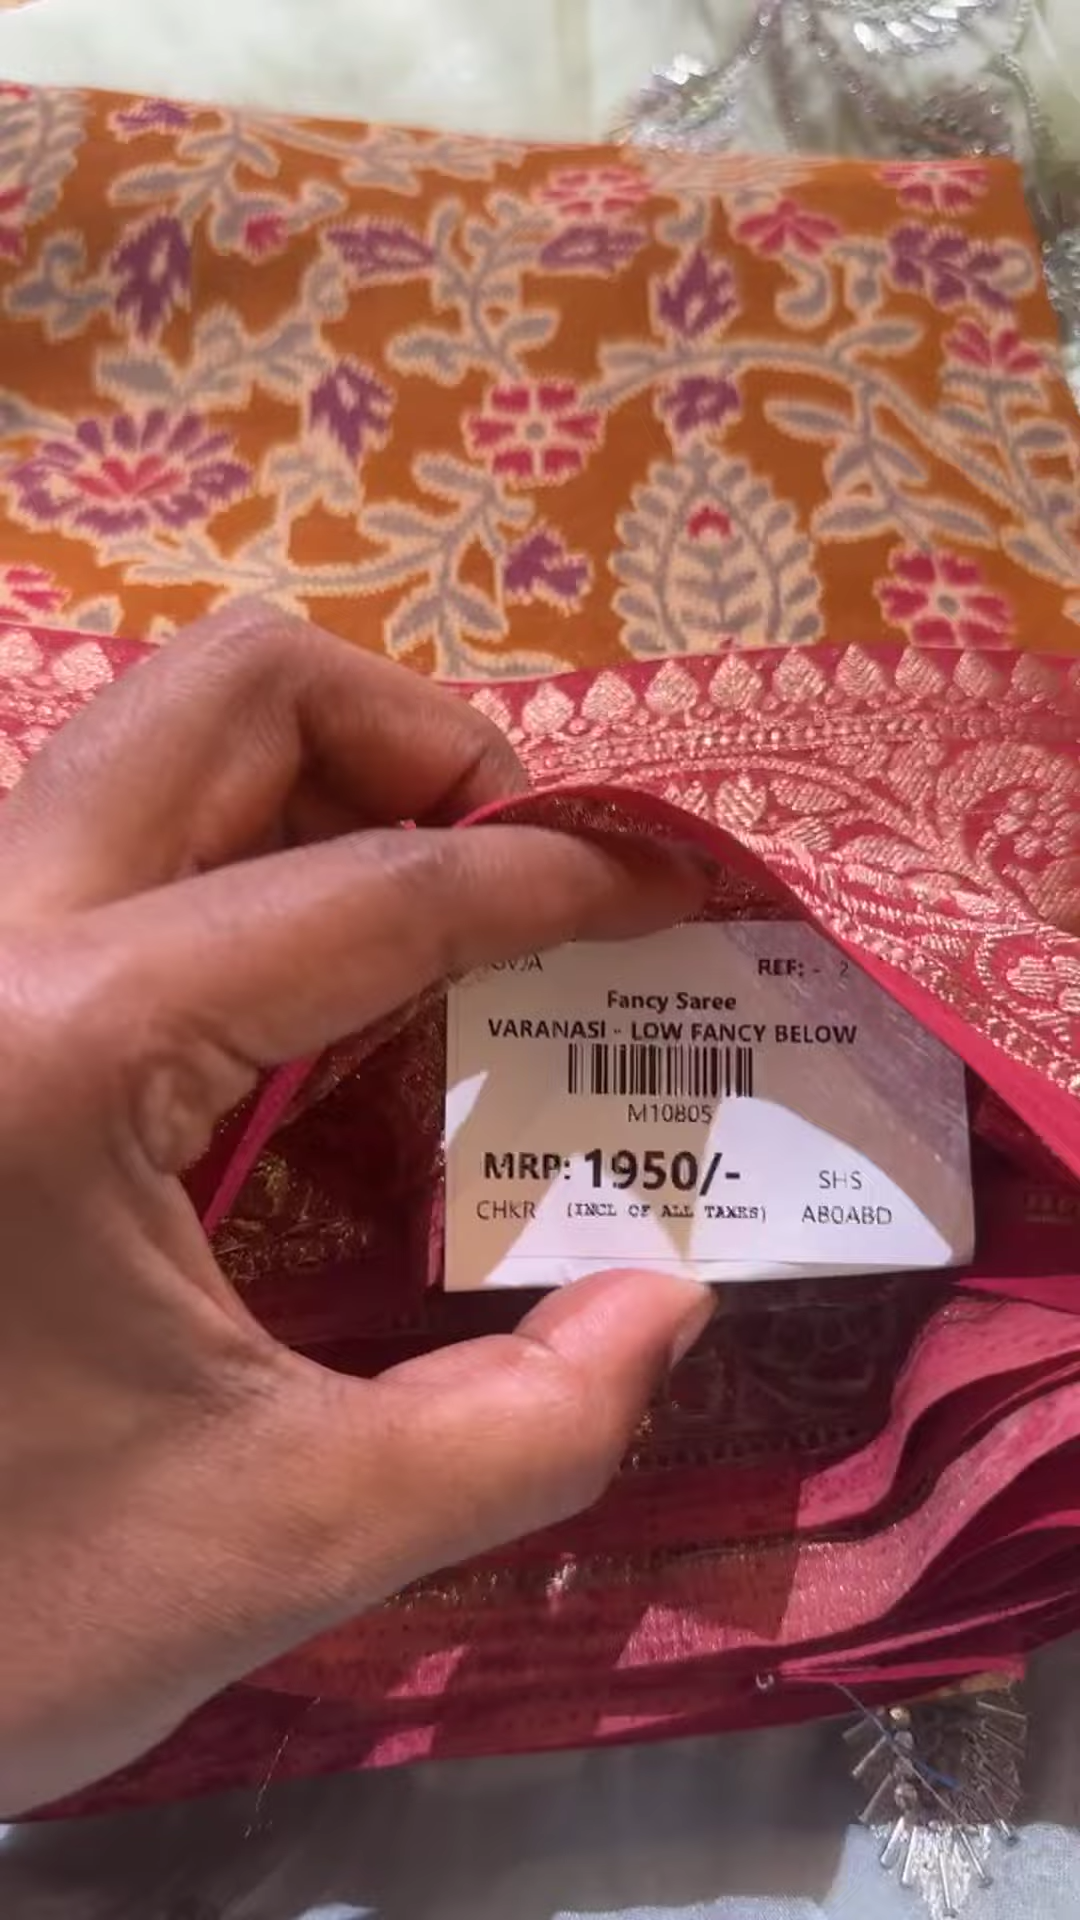 REF: - 2
Fancy Saree
VARANASI - LOW FANCY BELOW
M10805
MRP: 1950/-
SHS
CHKR (INCL OF ALL TAXES) AB0ABD